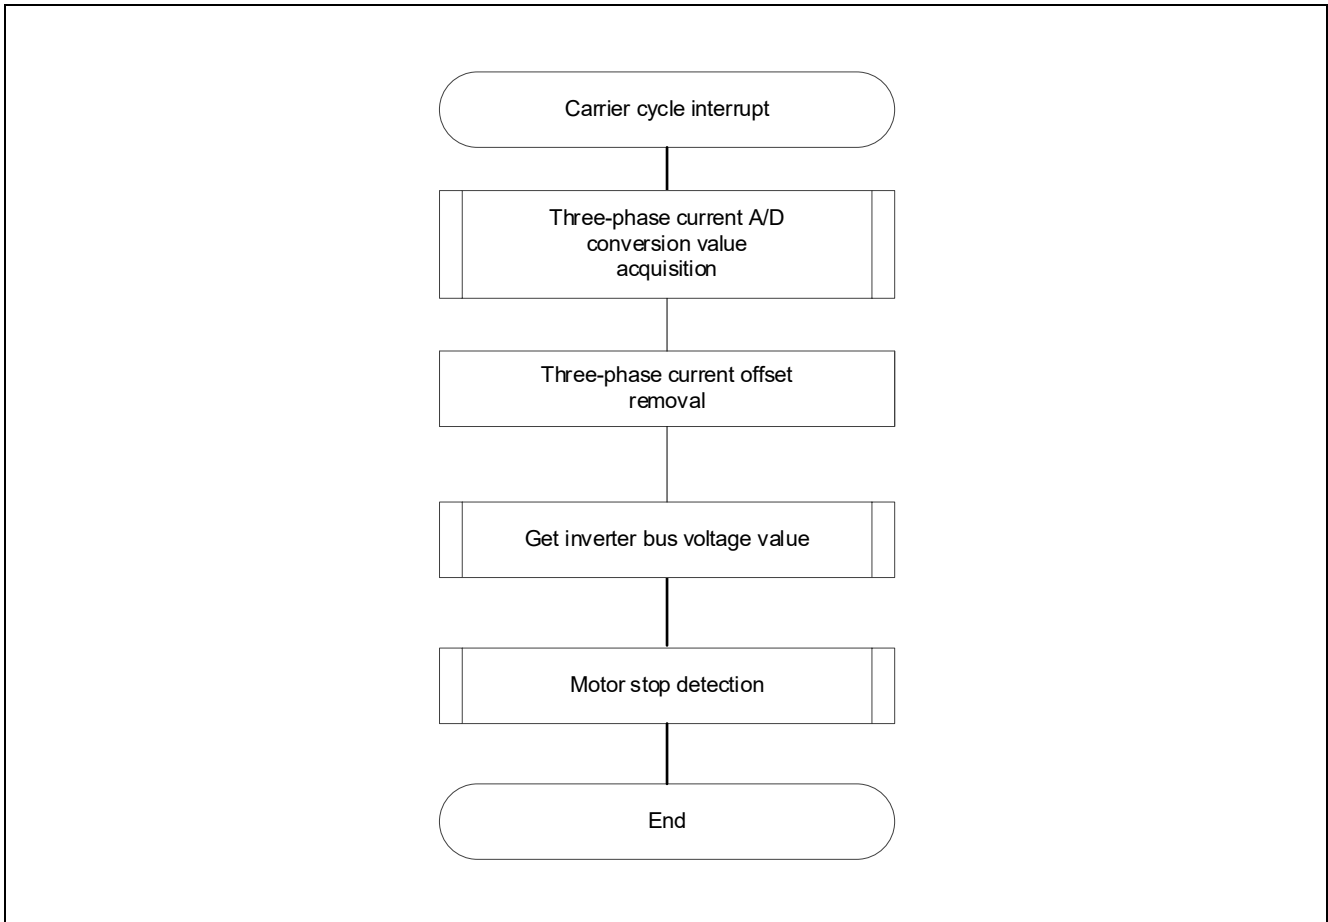 Carrier cycle interrupt
Three-phase current A/D
conversion value
acquisition
Three-phase current offset
removal
Get inverter bus voltage value
Motor stop detection
End